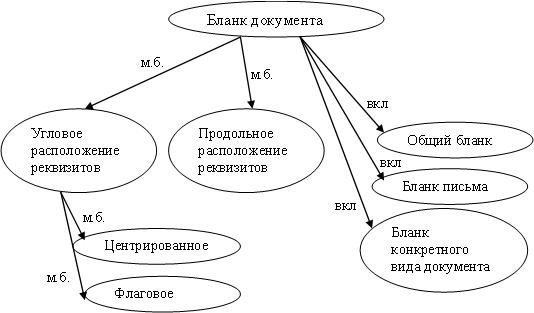 Бланк документа
м.б.
м.б.
вкл
Угловое
расположение
реквизитов
Продольное
расположение
реквизитов
Общий бланк
вкл
Бланк письма
вкл
м.б.
Центрированное
Бланк
конкретного
вида документа
м.б.
Флаговое